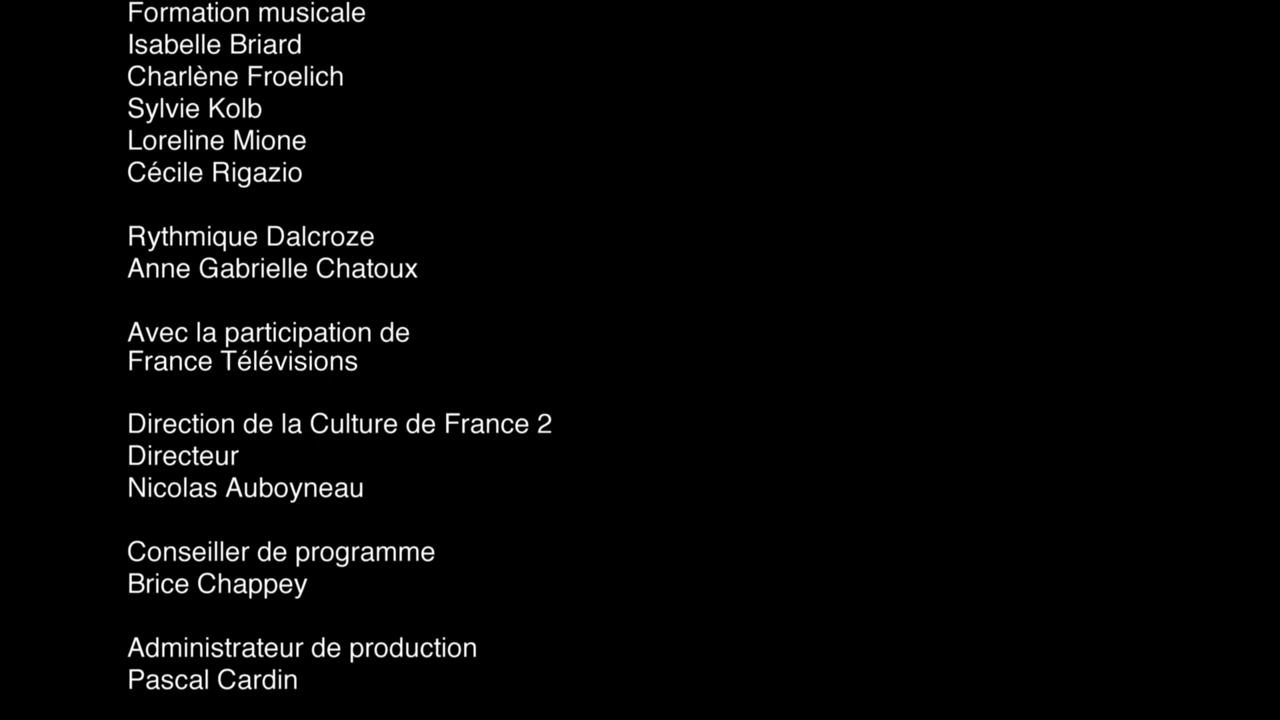 Formation musicale
Isabelle Briard
Charlène Froelich
Sylvie Kolb
Loreline Mione
Cécile Rigazio
Rythmique Dalcroze
Anne Gabrielle Chatoux
Avec la participation de
France Télévisions
Direction de la Culture de France 2
Directeur
Nicolas Auboyneau
Conseiller de programme
Brice Chappey
Administrateur de production
Pascal Cardin